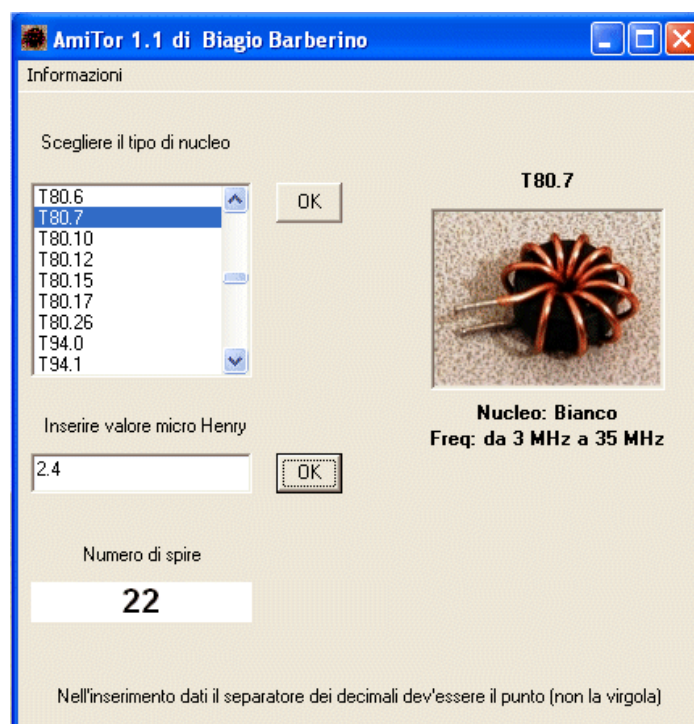 AmiTor 1.1 di Biagio Barberino
Informazioni
Scegliere il tipo di nucleo
T80.6
T80.7
T80.10
T80.12
T80.15
T80.17
T80.26
T94.0
T94.1
OK
T80.7
Nucleo: Bianco
Freq: da 3 MHz a 35 MHz
Inserire valore micro Henry
2.4
OK
Numero di spire
22
Nell'inserimento dati il separatore dei decimali dev'essere il punto (non la virgola)